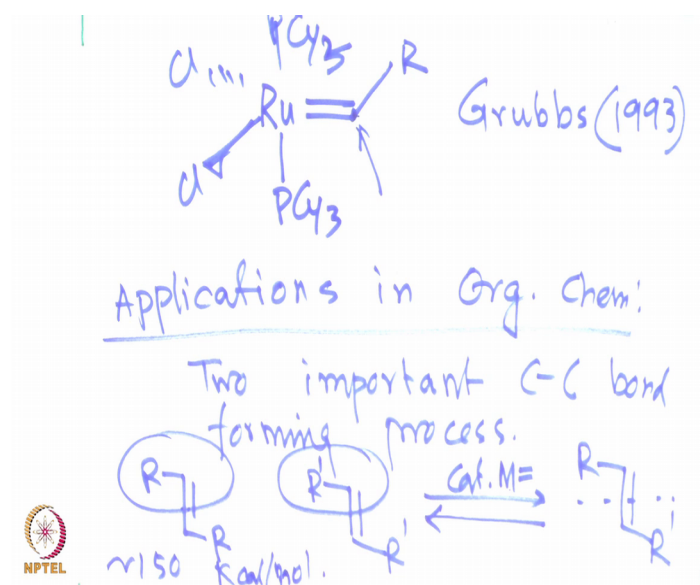 PCy3
Cl R
Ru Grubbs (1993)
Cl
PCy3
Applications in Org. Chem:
Two important C-C bond
forming process.
R R' Cat. M= R
R R' R'
~150 kcal/mol.
NPTEL